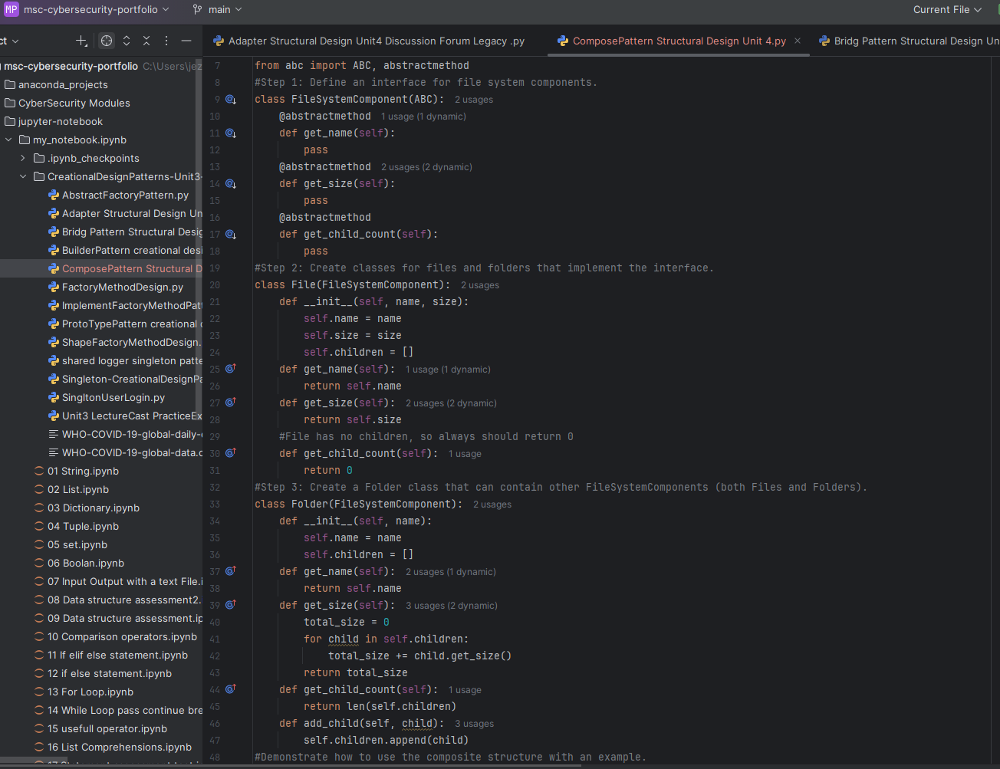 MP msc-cybersecurity-portfolio main Current File
ct
Adapter Structural Design Unit4 Discussion Forum Legacy .py ComposePattern Structural Design Unit 4.py Bridg Pattern Structural Design Un
msc-cybersecurity-portfolio C:\Users\jez
anaconda_projects
CyberSecurity Modules
jupyter-notebook
my_notebook.ipynb
.ipynb_checkpoints
CreationalDesignPatterns-Unit3-
AbstractFactoryPattern.py
Adapter Structural Design Un
Bridg Pattern Structural Desig
BuilderPattern creational desi
ComposePattern Structural D
FactoryMethodDesign.py
ImplementFactoryMethodPatt
ProtoTypePattern creational d
ShapeFactoryMethodDesign.
shared logger singleton patte
Singleton-CreationalDesignPa
SingltonUserLogin.py
Unit3 LectureCast PracticeEx
WHO-COVID-19-global-daily-
WHO-COVID-19-global-data.c
01 String.ipynb
02 List.ipynb
03 Dictionary.ipynb
04 Tuple.ipynb
05 set.ipynb
06 Boolan.ipynb
07 Input Output with a text File.i
08 Data structure assessment2.
09 Data structure assessment.ip
10 Comparison operators.ipynb
11 If elif else statement.ipynb
12 if else statement.ipynb
13 For Loop.ipynb
14 While Loop pass continue bre
15 usefull operator.ipynb
16 List Comprehensions.ipynb
7 from abc import ABC, abstractmethod
8 #Step 1: Define an interface for file system components.
9 class FileSystemComponent(ABC): 2 usages
10 @abstractmethod 1 usage (1 dynamic)
11 def get_name(self):
12 pass
13 @abstractmethod 2 usages (2 dynamic)
14 def get_size(self):
15 pass
16 @abstractmethod
17 def get_child_count(self):
18 pass
19 #Step 2: Create classes for files and folders that implement the interface.
20 class File(FileSystemComponent): 2 usages
21 def __init__(self, name, size):
22 self.name = name
23 self.size = size
24 self.children = []
25 def get_name(self): 1 usage (1 dynamic)
26 return self.name
27 def get_size(self): 2 usages (2 dynamic)
28 return self.size
29 #File has no children, so always should return 0
30 def get_child_count(self): 1 usage
31 return 0
32 #Step 3: Create a Folder class that can contain other FileSystemComponents (both Files and Folders).
33 class Folder(FileSystemComponent): 2 usages
34 def __init__(self, name):
35 self.name = name
36 self.children = []
37 def get_name(self): 2 usages (1 dynamic)
38 return self.name
39 def get_size(self): 3 usages (2 dynamic)
40 total_size = 0
41 for child in self.children:
42 total_size += child.get_size()
43 return total_size
44 def get_child_count(self): 1 usage
45 return len(self.children)
46 def add_child(self, child): 3 usages
47 self.children.append(child)
48 #Demonstrate how to use the composite structure with an example.